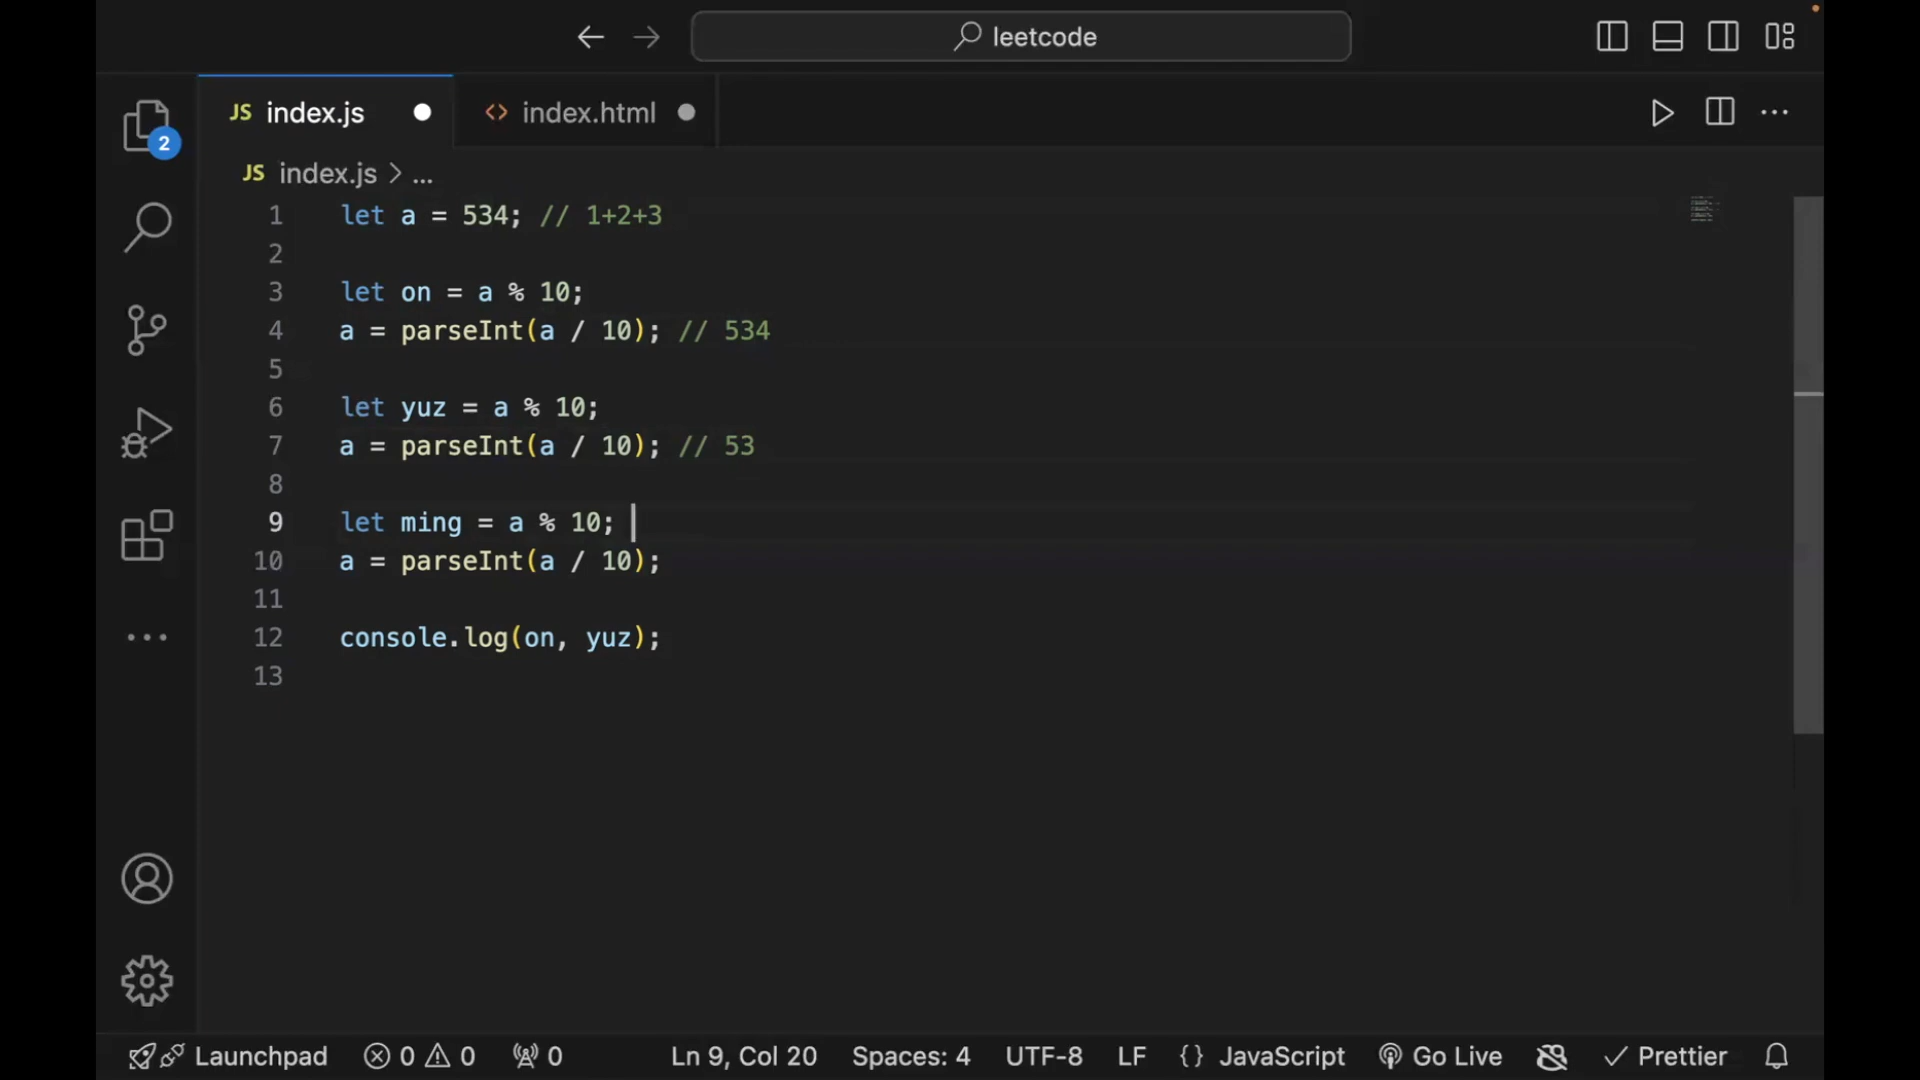 leetcode
JS index.js
<> index.html
2
JS index.js > ...
1 let a = 534; // 1+2+3
2
3 let on = a % 10;
4 a = parseInt(a / 10); // 534
5
6 let yuz = a % 10;
7 a = parseInt(a / 10); // 53
8
9 let ming = a % 10;
10 a = parseInt(a / 10);
11
12 console.log(on, yuz);
13
Launchpad 0 0 0 Ln 9, Col 20 Spaces: 4 UTF-8 LF {} JavaScript Go Live Prettier